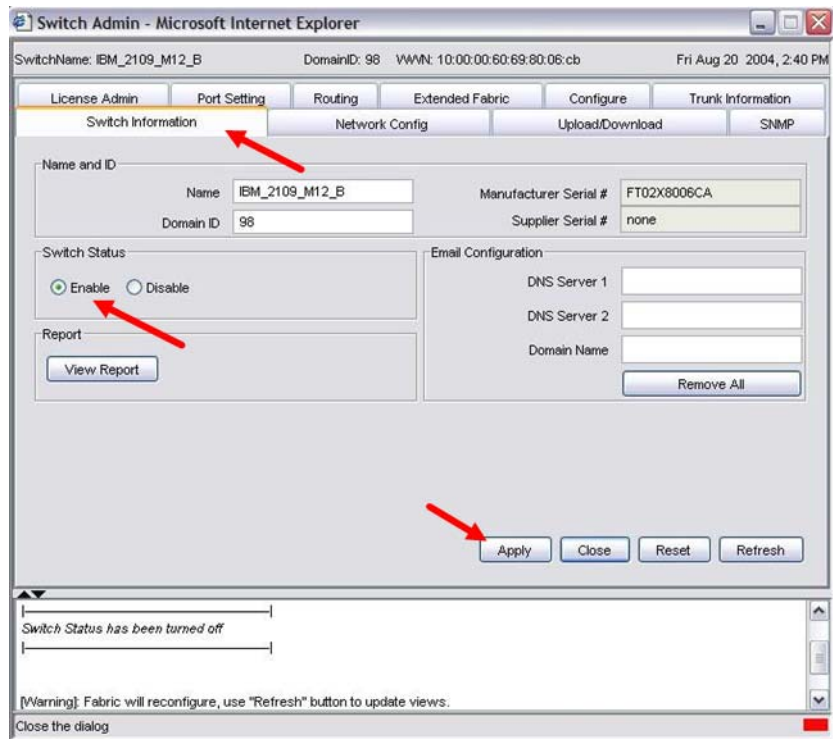 Switch Admin - Microsoft Internet Explorer
SwitchName: IBM_2109_M12_B DomainID: 98 WWN: 10:00:00:60:69:80:06:cb Fri Aug 20 2004, 2:40 PM
License Admin Port Setting Routing Extended Fabric Configure Trunk Information
Switch Information Network Config Upload/Download SNMP
Name and ID
Name IBM_2109_M12_B Manufacturer Serial # FT02X8006CA
Domain ID 98 Supplier Serial # none
Switch Status Email Configuration
Enable Disable DNS Server 1
DNS Server 2
Report Domain Name
View Report Remove All
Apply Close Reset Refresh
Switch Status has been turned off
[Warning]: Fabric will reconfigure, use "Refresh" button to update views.
Close the dialog